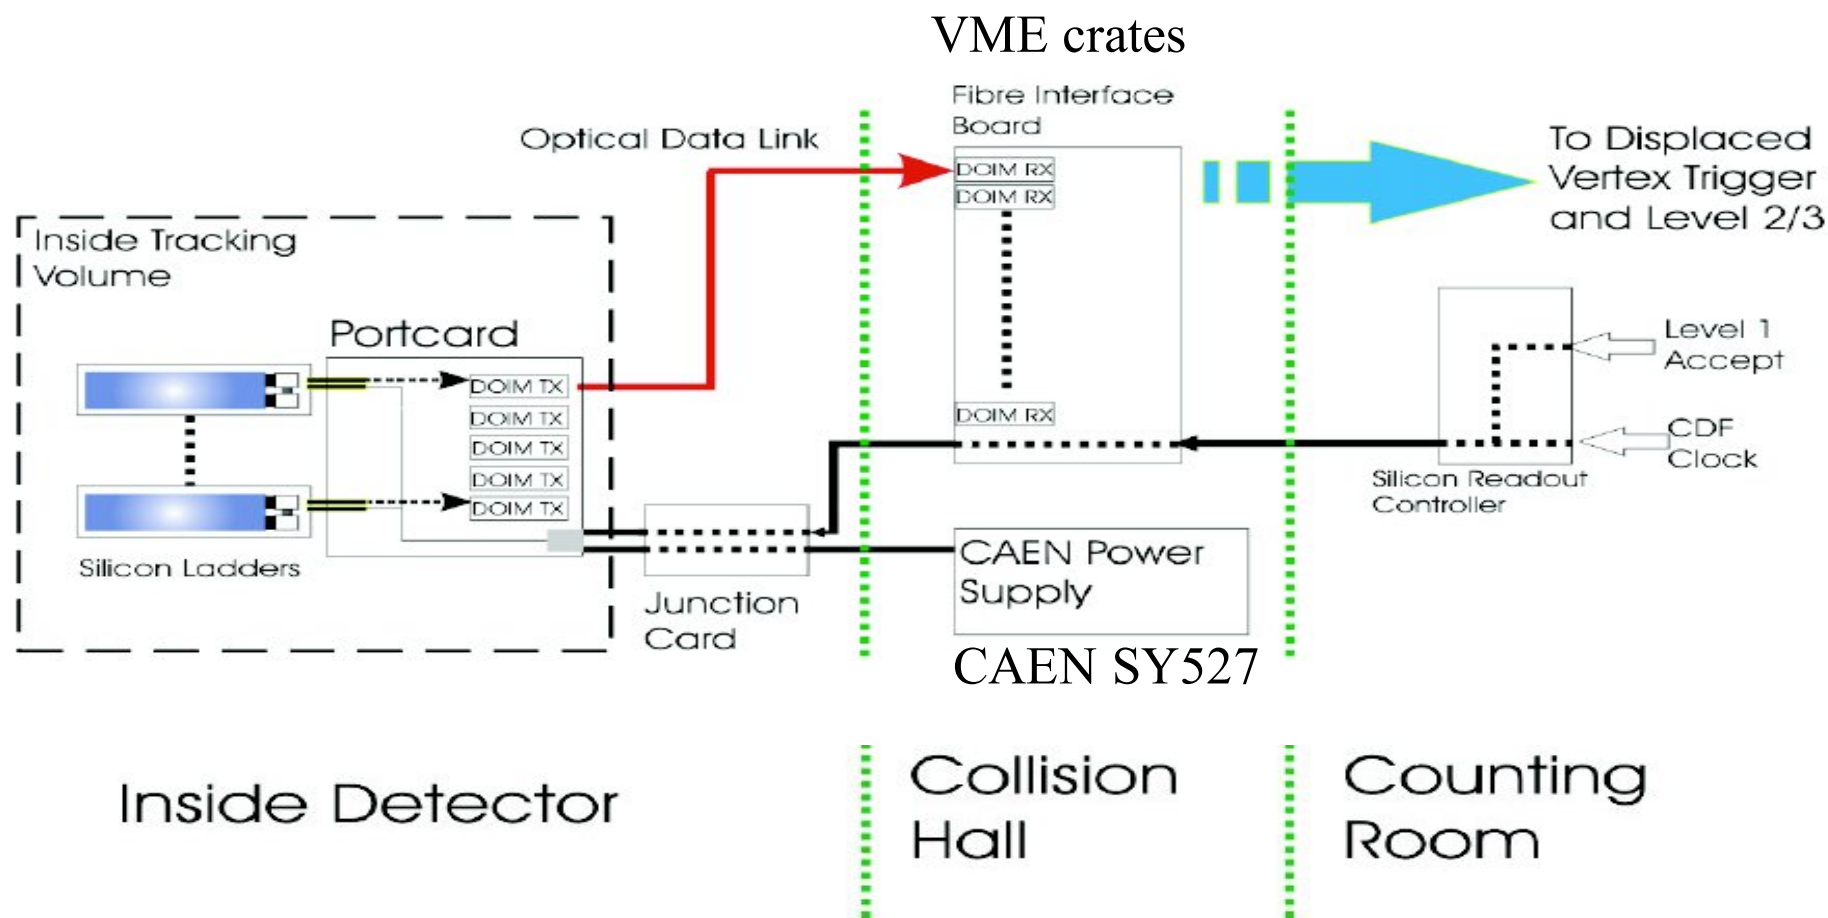 VME crates
Fibre Interface
Board
Optical Data Link
DOIM RX
DOIM RX
DOIM RX
To Displaced
Vertex Trigger
and Level 2/3
Inside Tracking
Volume
Portcard
DOIM TX
DOIM TX
DOIM TX
DOIM TX
DOIM TX
Silicon Ladders
Junction
Card
CAEN Power
Supply
CAEN SY527
Level 1
Accept
CDF
Clock
Silicon Readout
Controller
Inside Detector
Collision
Hall
Counting
Room